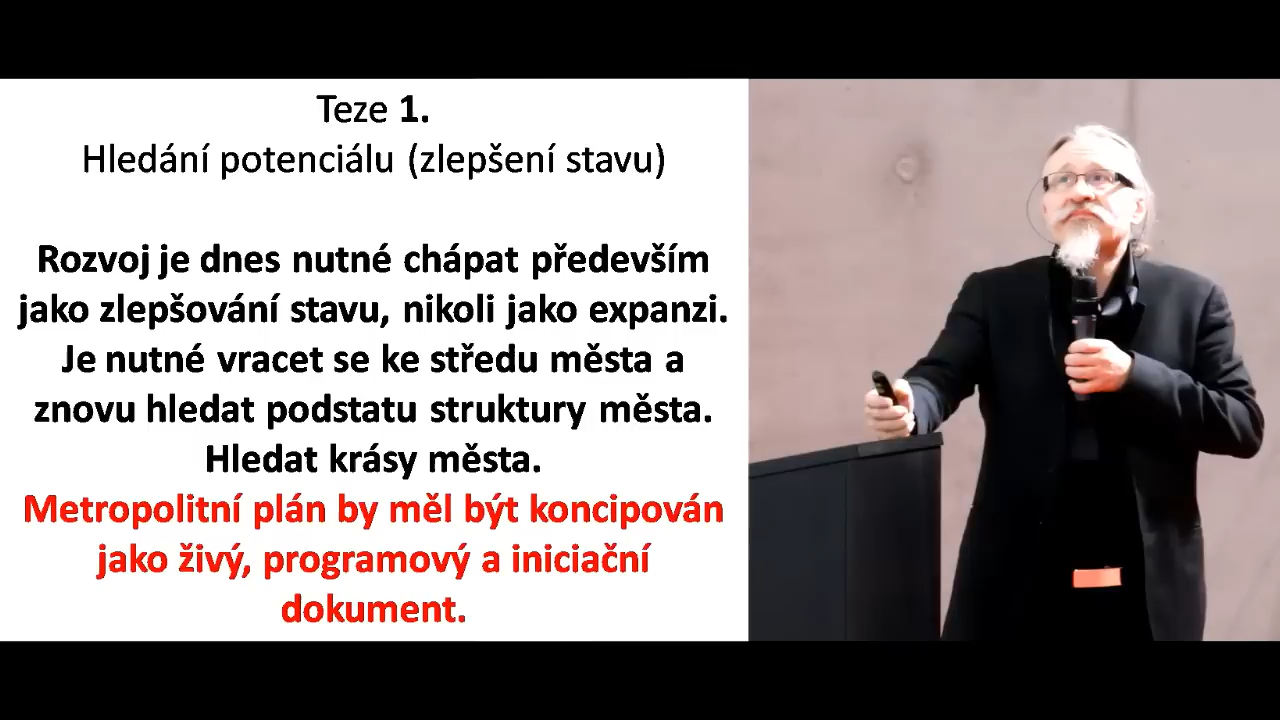 Teze 1.
Hledání potenciálu (zlepšení stavu)
Rozvoj je dnes nutné chápat především
jako zlepšování stavu, nikoli jako expanzi.
Je nutné vracet se ke středu města a
znovu hledat podstatu struktury města.
Hledat krásy města.
Metropolitní plán by měl být koncipován
jako živý, programový a iniciační
dokument.